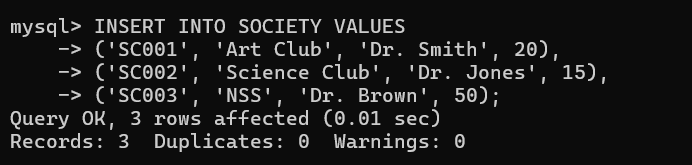 mysql> INSERT INTO SOCIETY VALUES
    -> ('SC001', 'Art Club', 'Dr. Smith', 20),
    -> ('SC002', 'Science Club', 'Dr. Jones', 15),
    -> ('SC003', 'NSS', 'Dr. Brown', 50);
Query OK, 3 rows affected (0.01 sec)
Records: 3  Duplicates: 0  Warnings: 0